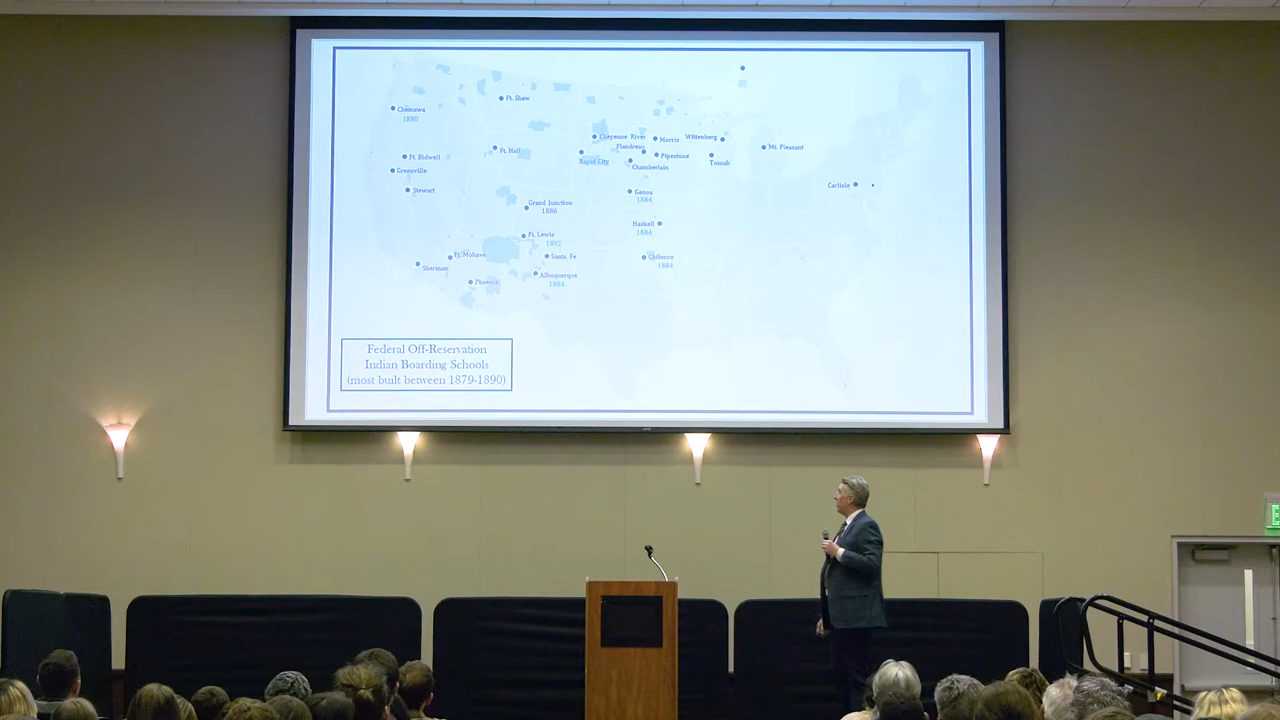 Ft. Shaw
Chemawa
1880
Cheyenne River
Morris
Wittenberg
Flandreau
Ft. Hall
Mt. Pleasant
Ft. Bidwell
Rapid City
Pipestone
Tomah
Chamberlain
Greenville
Stewart
Carlisle
Genoa
1884
Grand Junction
1886
Haskell
1884
Ft. Lewis
1892
Ft. Mohave
Santa Fe
Chilocco
1884
Sherman
Albuquerque
1884
Phoenix
Federal Off-Reservation
Indian Boarding Schools
(most built between 1879-1890)